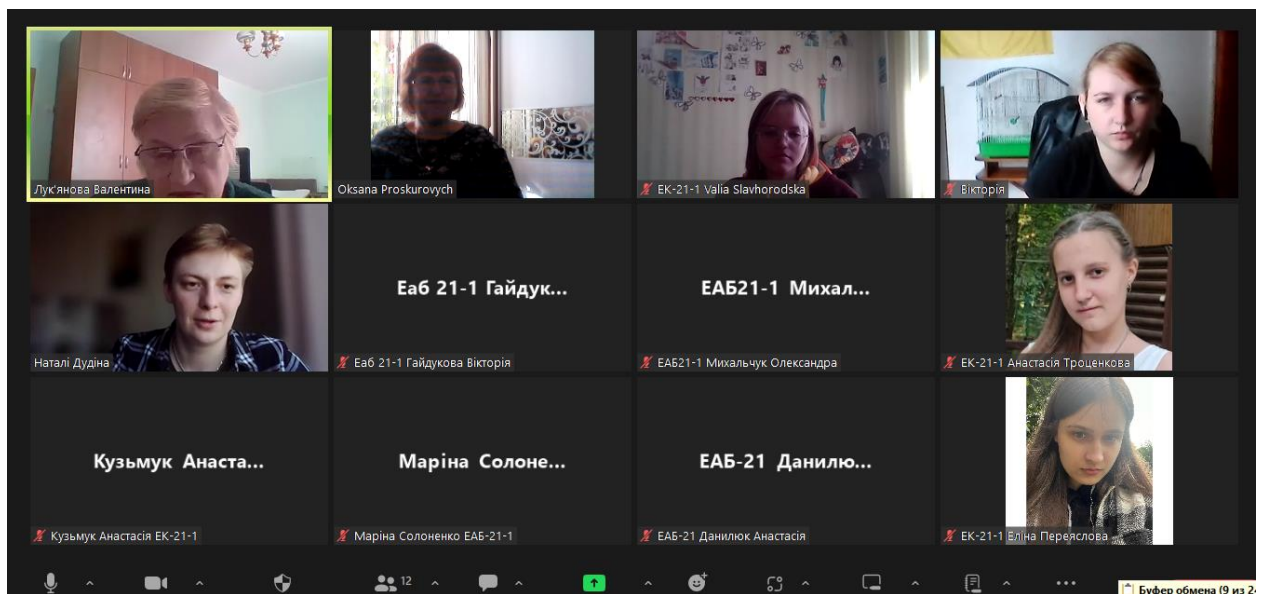 Лук'янова Валентина
Oksana Proskurovych
ЕК-21-1 Valia Slavhorodska
Вікторія
Наталі Дудіна
Еаб 21-1 Гайдук...
Еаб 21-1 Гайдукова Вікторія
ЕАБ21-1 Михал...
ЕАБ21-1 Михальчук Олександра
ЕК-21-1 Анастасія Троценкова
Кузьмук Анаста...
Кузьмук Анастасія ЕК-21-1
Маріна Солоне...
Маріна Солоненко ЕАБ-21-1
ЕАБ-21 Данилю...
ЕАБ-21 Данилюк Анастасія
ЕК-21-1 Еліна Переяслова
12
Буфер обмена (9 из 24